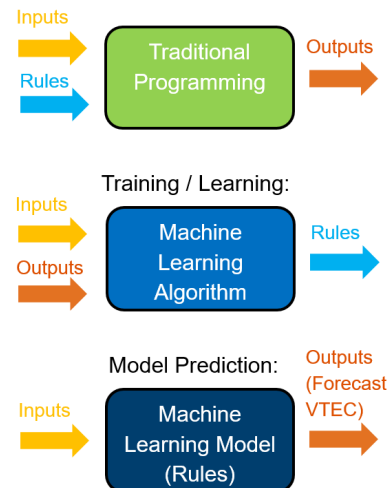 Inputs
Rules
Traditional
Programming
Outputs
Training / Learning:
Inputs
Outputs
Machine
Learning
Algorithm
Rules
Model Prediction:
Inputs
Machine
Learning Model
(Rules)
Outputs
(Forecast
VTEC)